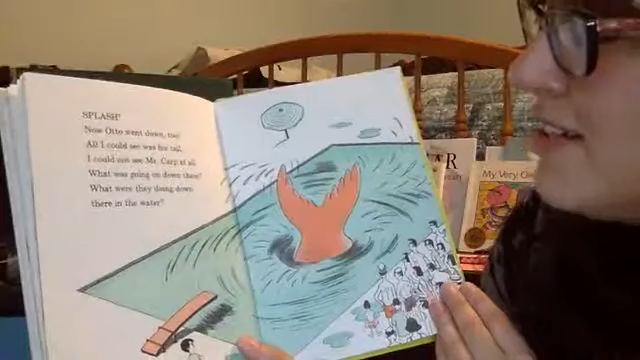 SPLASH!
Now Otto went down, too!
All I could see was his tail.
I could not see Mr. Carp at all.
What was going on down there?
What were they doing down
there in the water?
AR
My Very